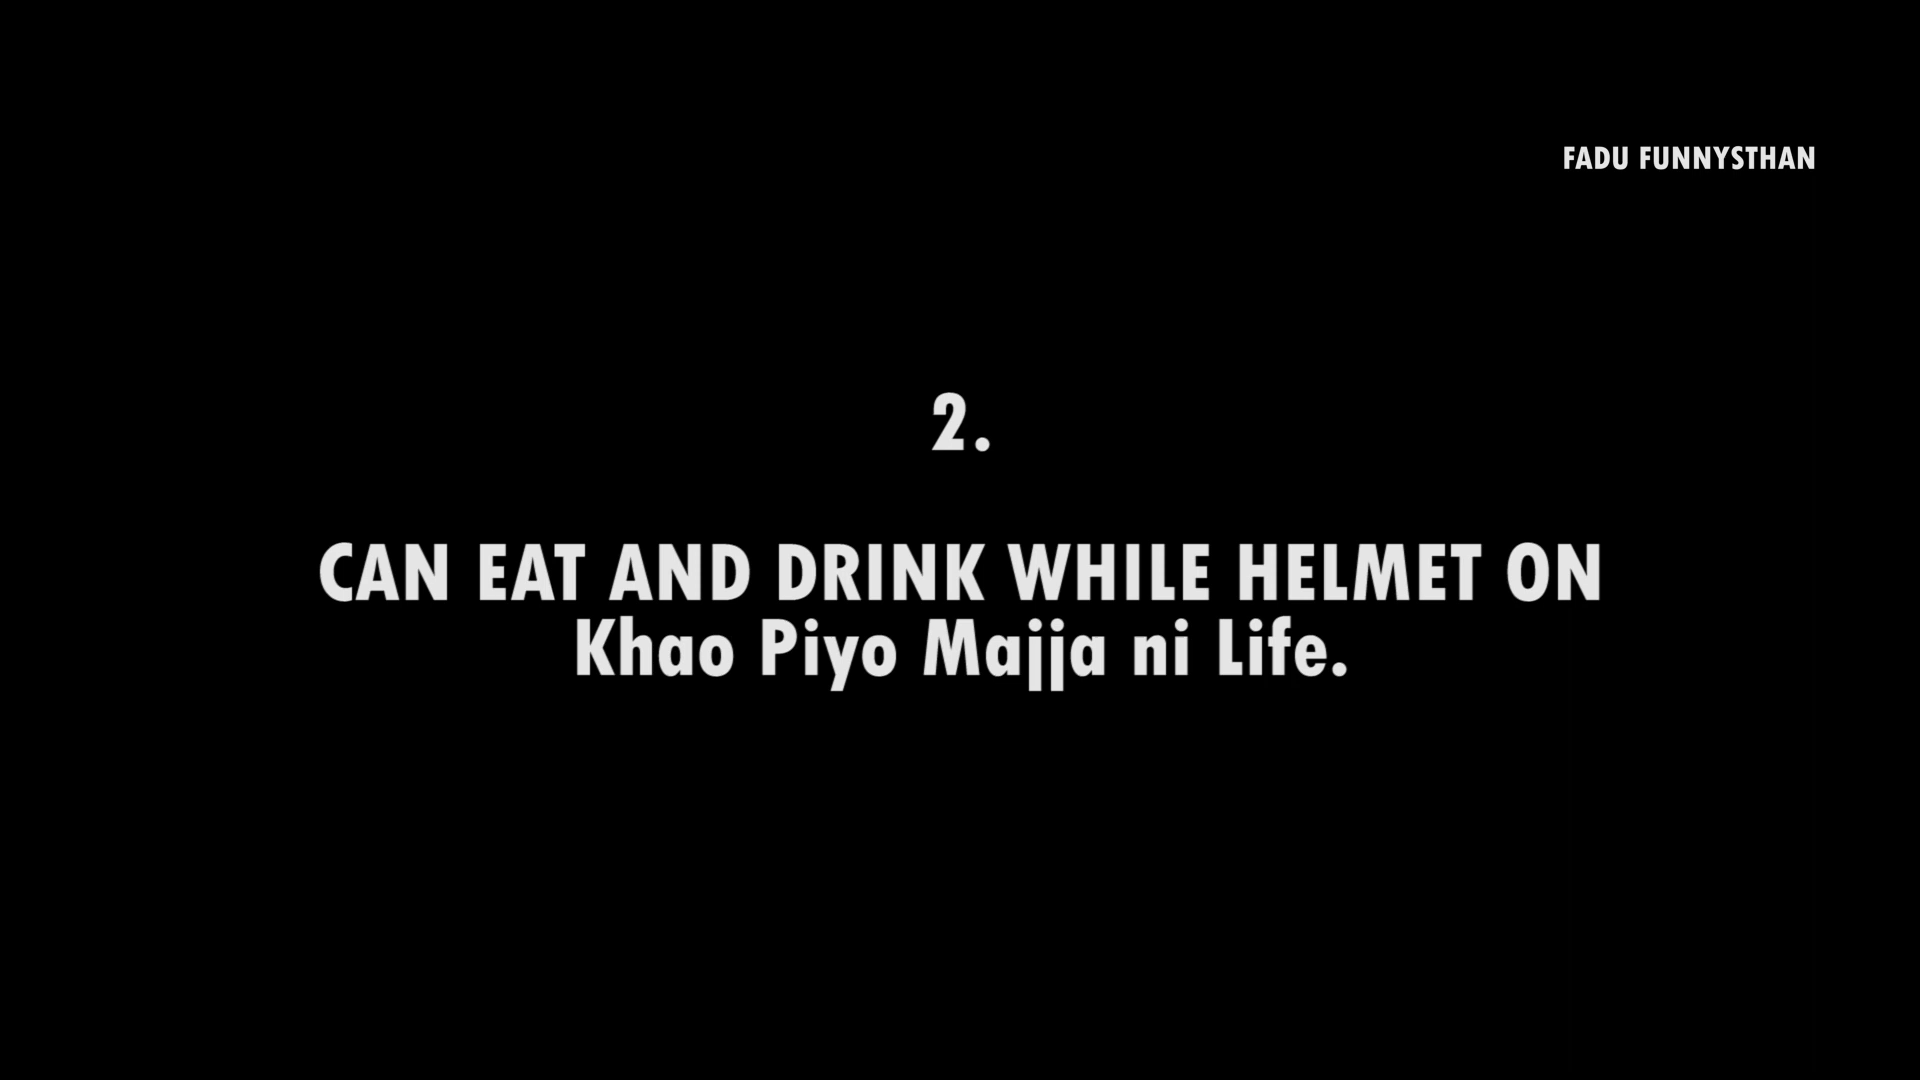 FADU FUNNYSTHAN
2.
CAN EAT AND DRINK WHILE HELMET ON
Khao Piyo Majja ni Life.